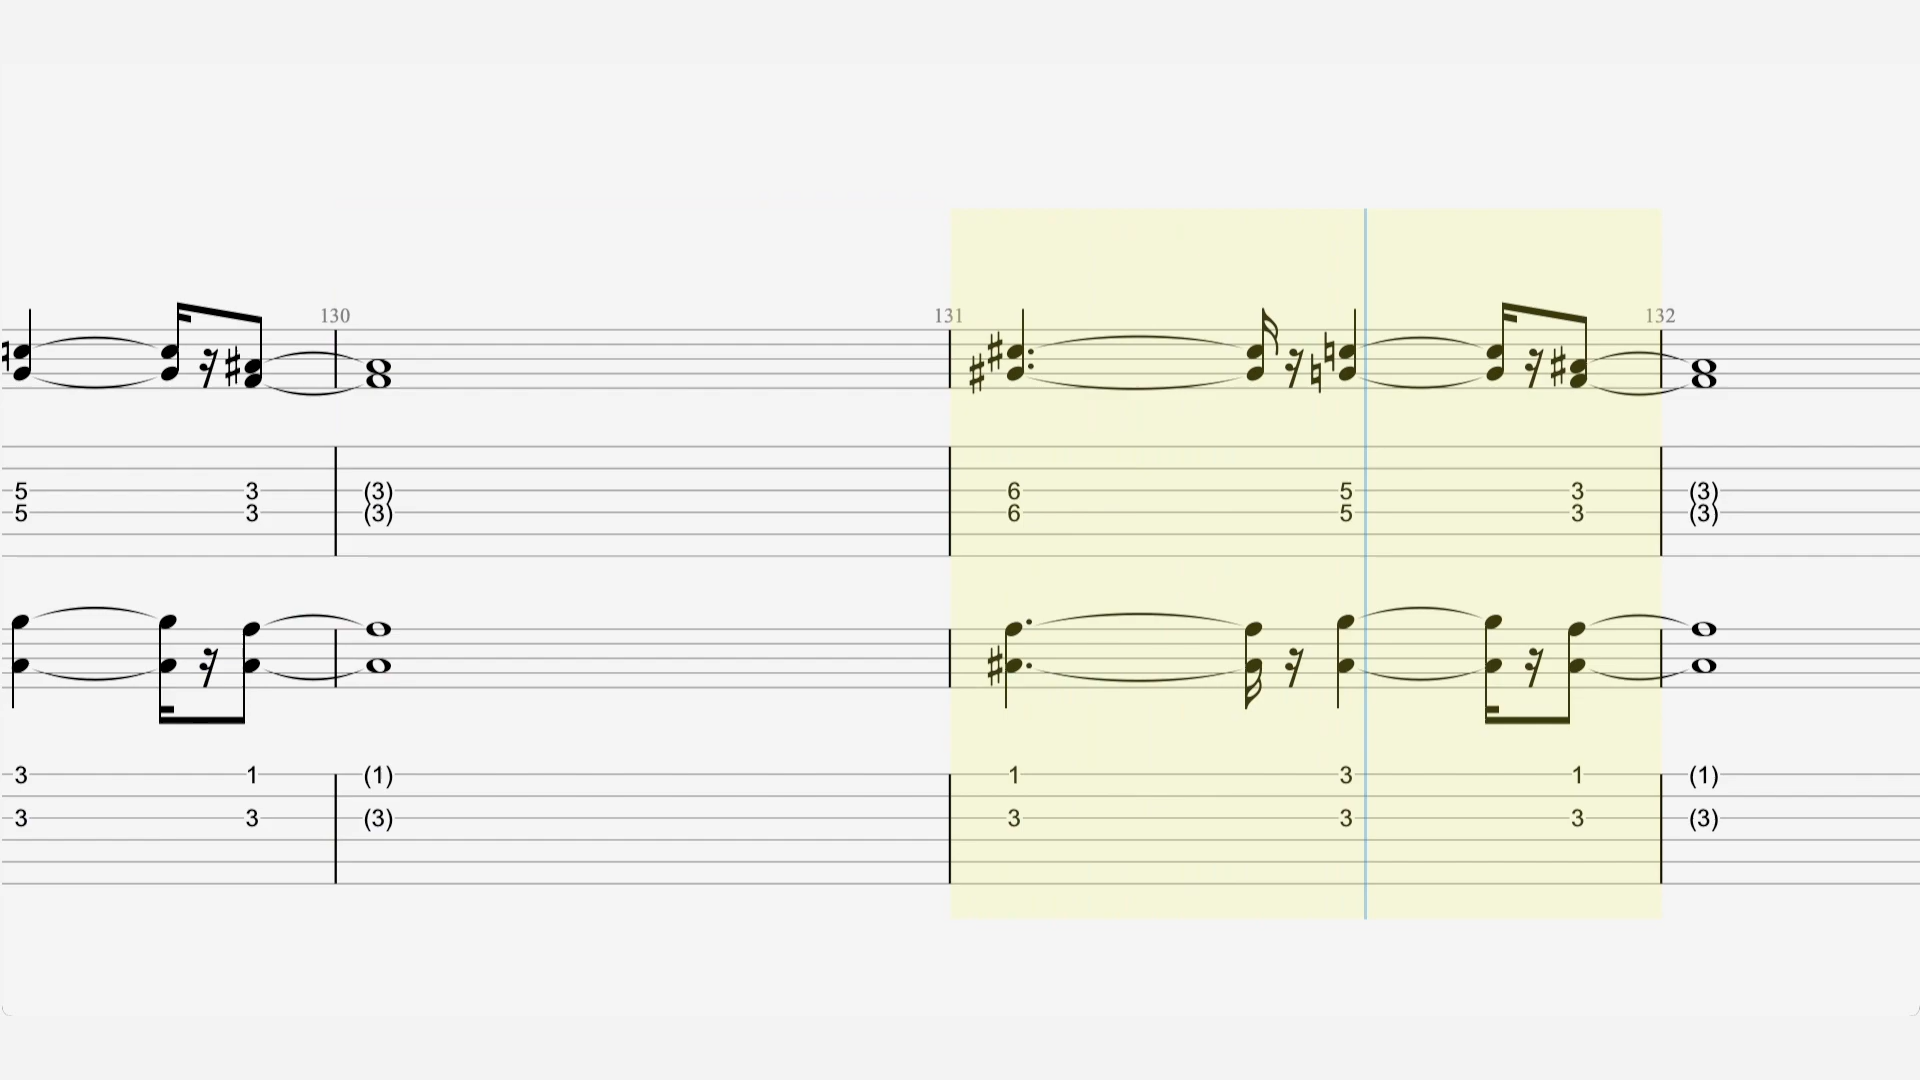 130 131 132
5 3 (3) 6 5 3 (3)
5 3 (3) 6 5 3 (3)
3 1 (1) 1 3 1 (1)
3 3 (3) 3 3 3 (3)